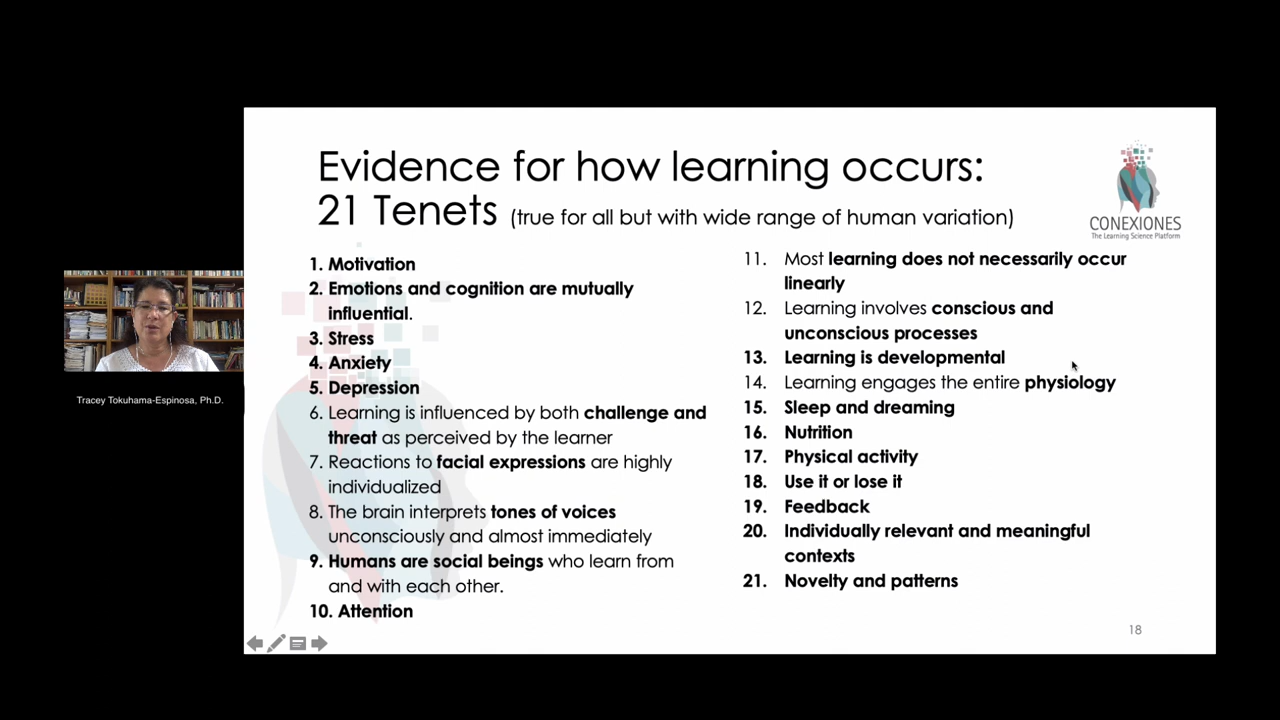 Evidence for how learning occurs:
21 Tenets (true for all but with wide range of human variation)
CONEXIONES
The Learning Science Platform
1. Motivation
2. Emotions and cognition are mutually
influential.
3. Stress
4. Anxiety
5. Depression
6. Learning is influenced by both challenge and
threat as perceived by the learner
7. Reactions to facial expressions are highly
individualized
8. The brain interprets tones of voices
unconsciously and almost immediately
9. Humans are social beings who learn from
and with each other.
10. Attention
11. Most learning does not necessarily occur
linearly
12. Learning involves conscious and
unconscious processes
13. Learning is developmental
14. Learning engages the entire physiology
15. Sleep and dreaming
16. Nutrition
17. Physical activity
18. Use it or lose it
19. Feedback
20. Individually relevant and meaningful
contexts
21. Novelty and patterns
18
Tracey Tokuhama-Espinosa, Ph.D.